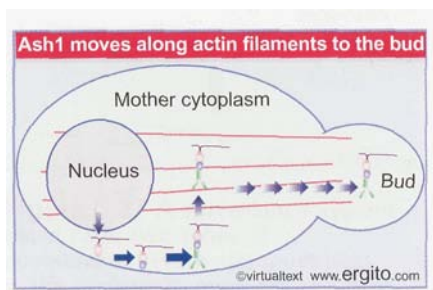 Ash1 moves along actin filaments to the bud
Mother cytoplasm
Nucleus
Bud
©virtualtext www.ergito.com